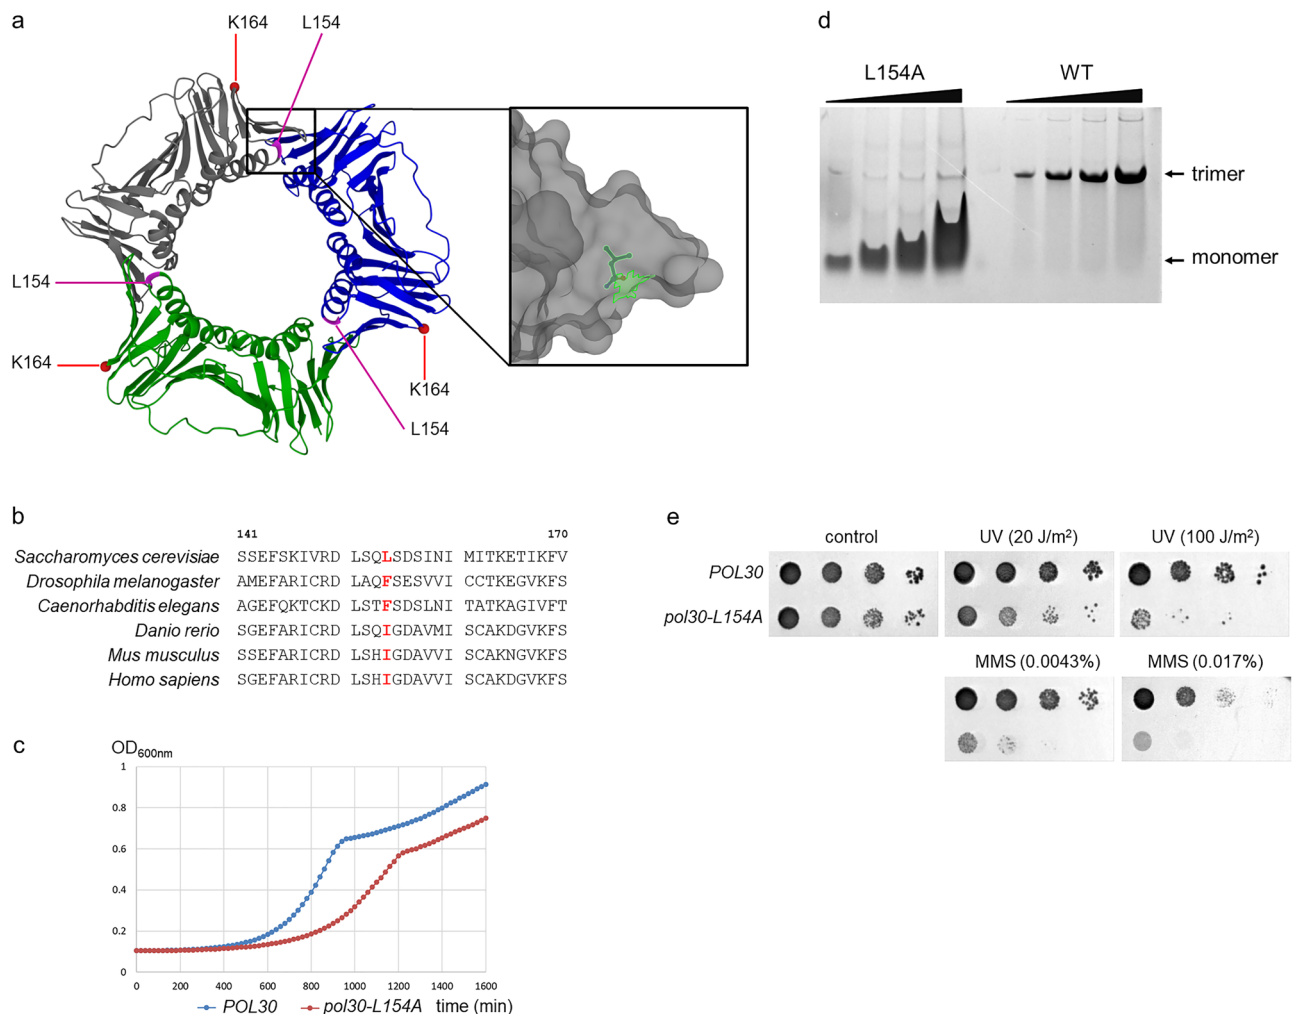 a
K164
L154
L154
K164
K164
L154
d
L154A WT
trimer
monomer
b
141 170
Saccharomyces cerevisiae SSEFSKIVRD LSQLSDSINI MITKETIKFV
Drosophila melanogaster AMEFARICRD LAQFSESVVI CCTKEGVKFS
Caenorhabditis elegans AGEFQKTCKD LSTFSDSLNI TATKAGIVFT
Danio rerio SGEFARICRD LSQIGDAVMI SCAKDGVKFS
Mus musculus SSEFARICRD LSHIGDAVVI SCAKNGVKFS
Homo sapiens SGEFARICRD LSHIGDAVVI SCAKDGVKFS
c
OD600nm
1
0.8
0.6
0.4
0.2
0
0 200 400 600 800 1000 1200 1400 1600
POL30 pol30-L154A time (min)
e
control UV (20 J/m²) UV (100 J/m²)
POL30
pol30-L154A
MMS (0.0043%) MMS (0.017%)